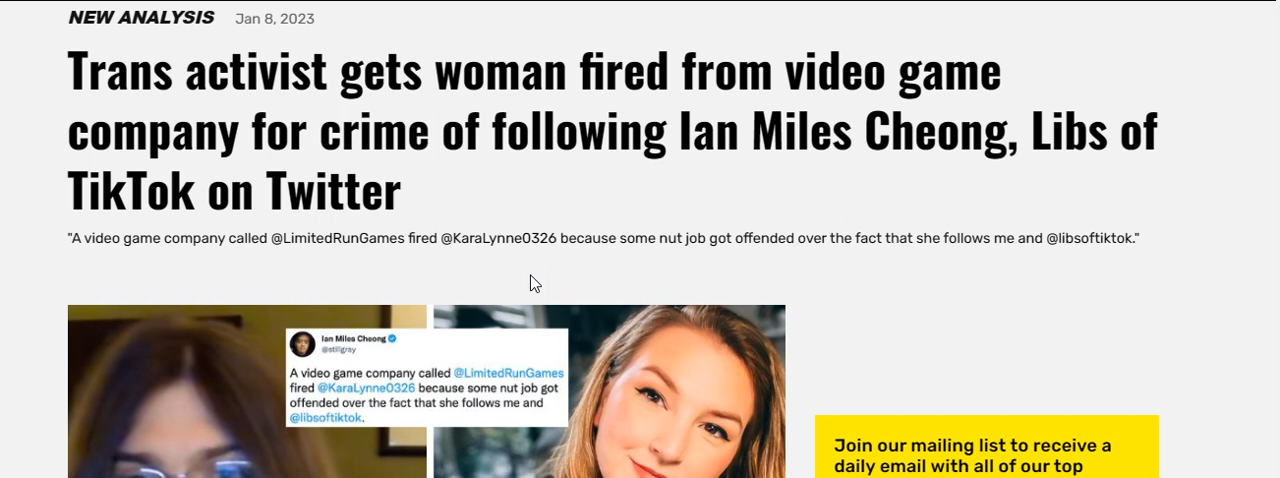 NEW ANALYSIS Jan 8, 2023
Trans activist gets woman fired from video game
company for crime of following Ian Miles Cheong, Libs of
TikTok on Twitter
"A video game company called @LimitedRunGames fired @KaraLynne0326 because some nut job got offended over the fact that she follows me and @libsoftiktok."
Ian Miles Cheong
@stillgray
A video game company called @LimitedRunGames
fired @KaraLynne0326 because some nut job got
offended over the fact that she follows me and
@libsoftiktok.
Join our mailing list to receive a
daily email with all of our top